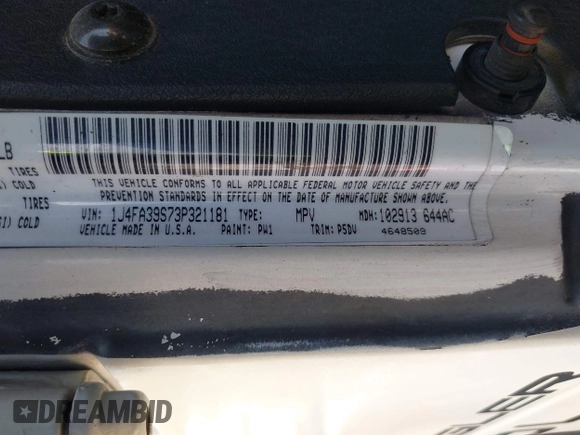 LB
TIRES
I) COLD
TIRES
SI) COLD
THIS VEHICLE CONFORMS TO ALL APPLICABLE FEDERAL MOTOR VEHICLE SAFETY AND THE
PREVENTION STANDARDS IN EFFECT ON THE DATE OF MANUFACTURE SHOWN ABOVE.
VIN: 1J4FA39S73P321181 TYPE: MPV MDH: 102913 644AC
VEHICLE MADE IN U.S.A. PAINT: PW1 TRIM: P5DV 4648509
DREAMBID